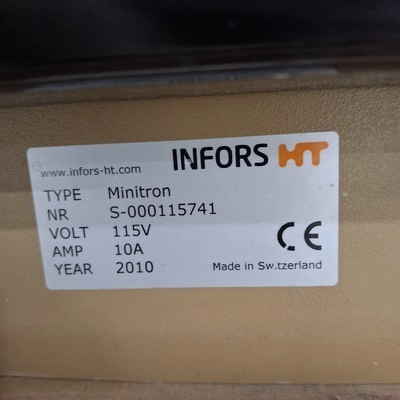 INFORS HT
www.infors-ht.com
TYPE Minitron
NR S-000115741
VOLT 115V
AMP 10A
YEAR 2010
CE
Made in Sw.tzerland